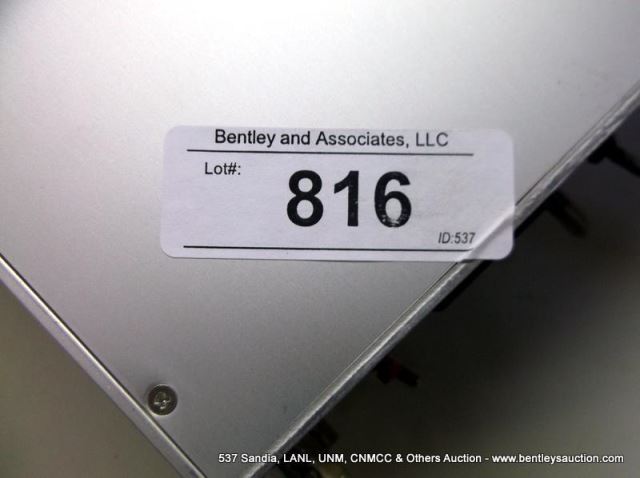 Bentley and Associates, LLC
Lot#:
816
ID:537
537 Sandia, LANL, UNM, CNMCC & Others Auction - www.bentleysauction.com